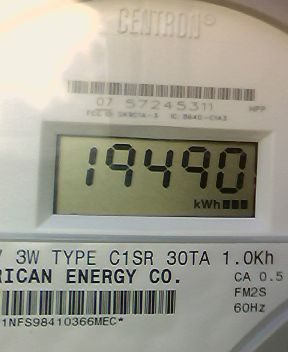 CENTRON®
07 57245311 MPP
19490
kWh
3W TYPE C1SR 30TA 1.0Kh
RICAN ENERGY CO.
CA 0.5
FM2S
1NFS98410366MEC*
60Hz